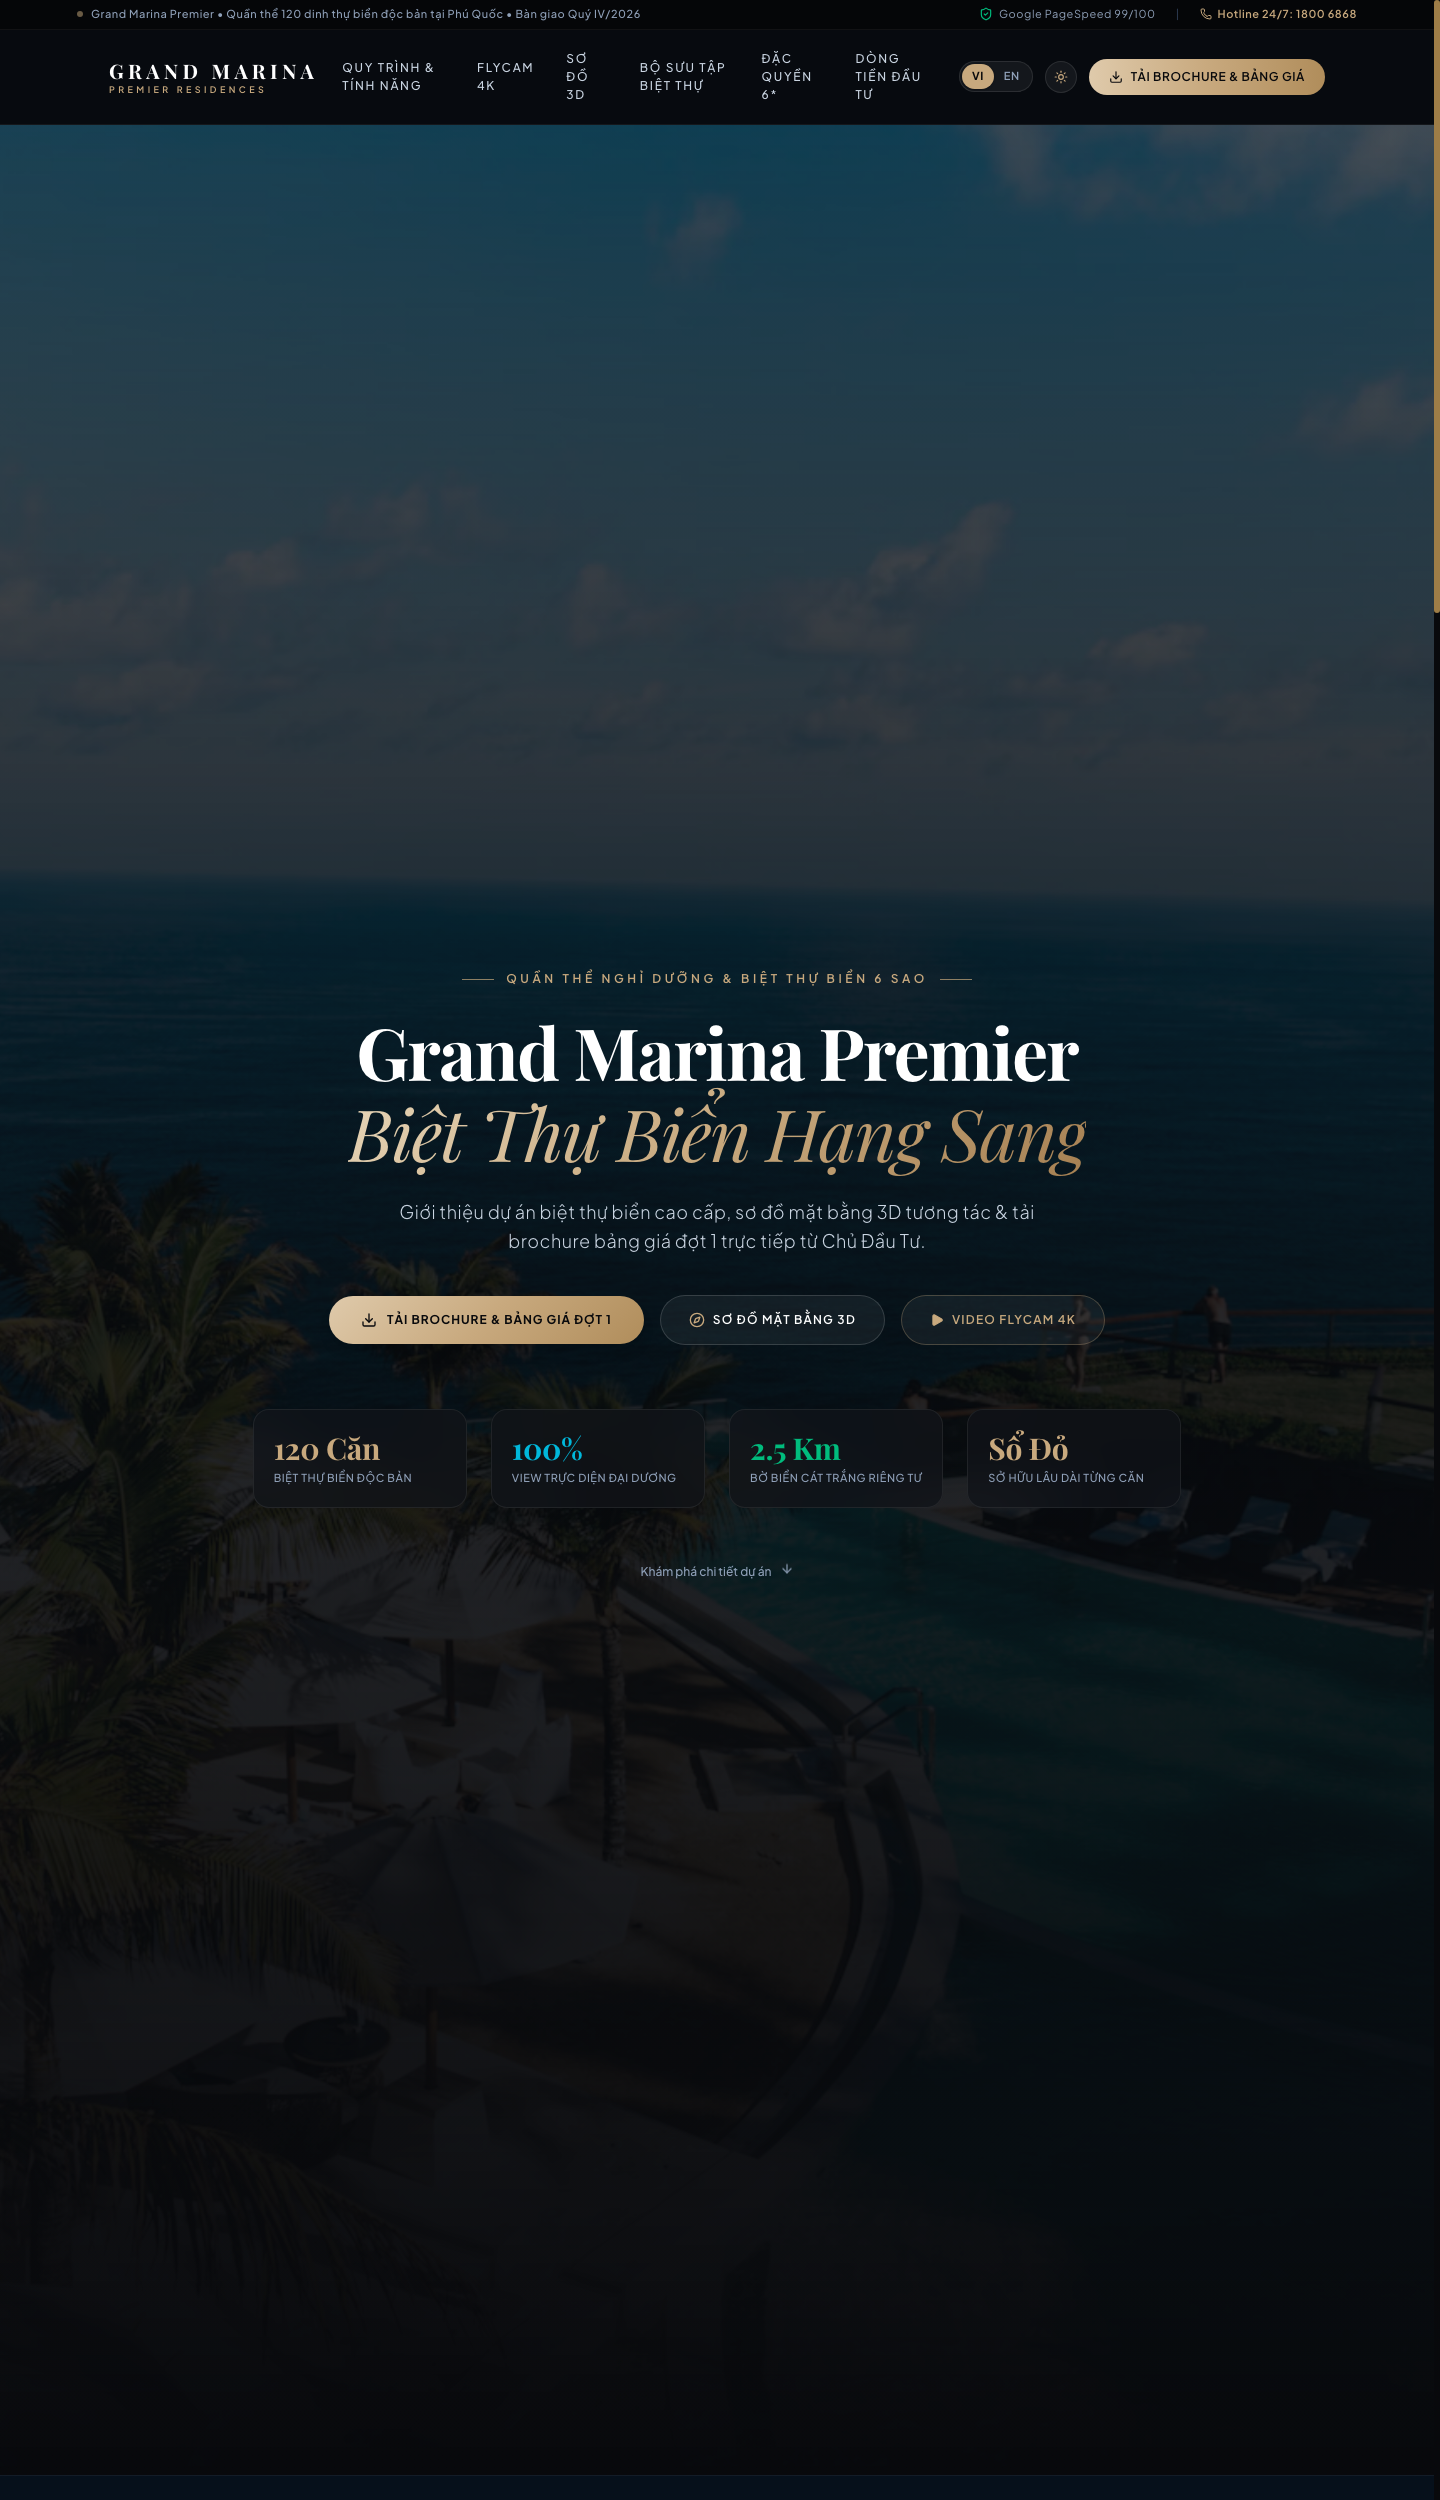 Grand Marina Premier • Quần thể 120 dinh thự biển độc bản tại Phú Quốc • Bàn giao Quý IV/2026
Google PageSpeed 99/100
Hotline 24/7: 1800 6868
GRAND MARINA
PREMIER RESIDENCES
QUY TRÌNH &
TÍNH NĂNG
FLYCAM
4K
SƠ
ĐỒ
3D
BỘ SƯU TẬP
BIỆT THỰ
ĐẶC
QUYỀN
6*
DÒNG
TIỀN ĐẦU
TƯ
VI
EN
TẢI BROCHURE & BẢNG GIÁ
QUẦN THỂ NGHỈ DƯỠNG & BIỆT THỰ BIỂN 6 SAO
Grand Marina Premier
Biệt Thự Biển Hạng Sang
Giới thiệu dự án biệt thự biển cao cấp, sơ đồ mặt bằng 3D tương tác & tải
brochure bảng giá đợt 1 trực tiếp từ Chủ Đầu Tư.
TẢI BROCHURE & BẢNG GIÁ ĐỢT 1
SƠ ĐỒ MẶT BẰNG 3D
VIDEO FLYCAM 4K
120 Căn
BIỆT THỰ BIỂN ĐỘC BẢN
100%
VIEW TRỰC DIỆN ĐẠI DƯƠNG
2.5 Km
BỜ BIỂN CÁT TRẮNG RIÊNG TƯ
Sổ Đỏ
SỞ HỮU LÂU DÀI TỪNG CĂN
Khám phá chi tiết dự án